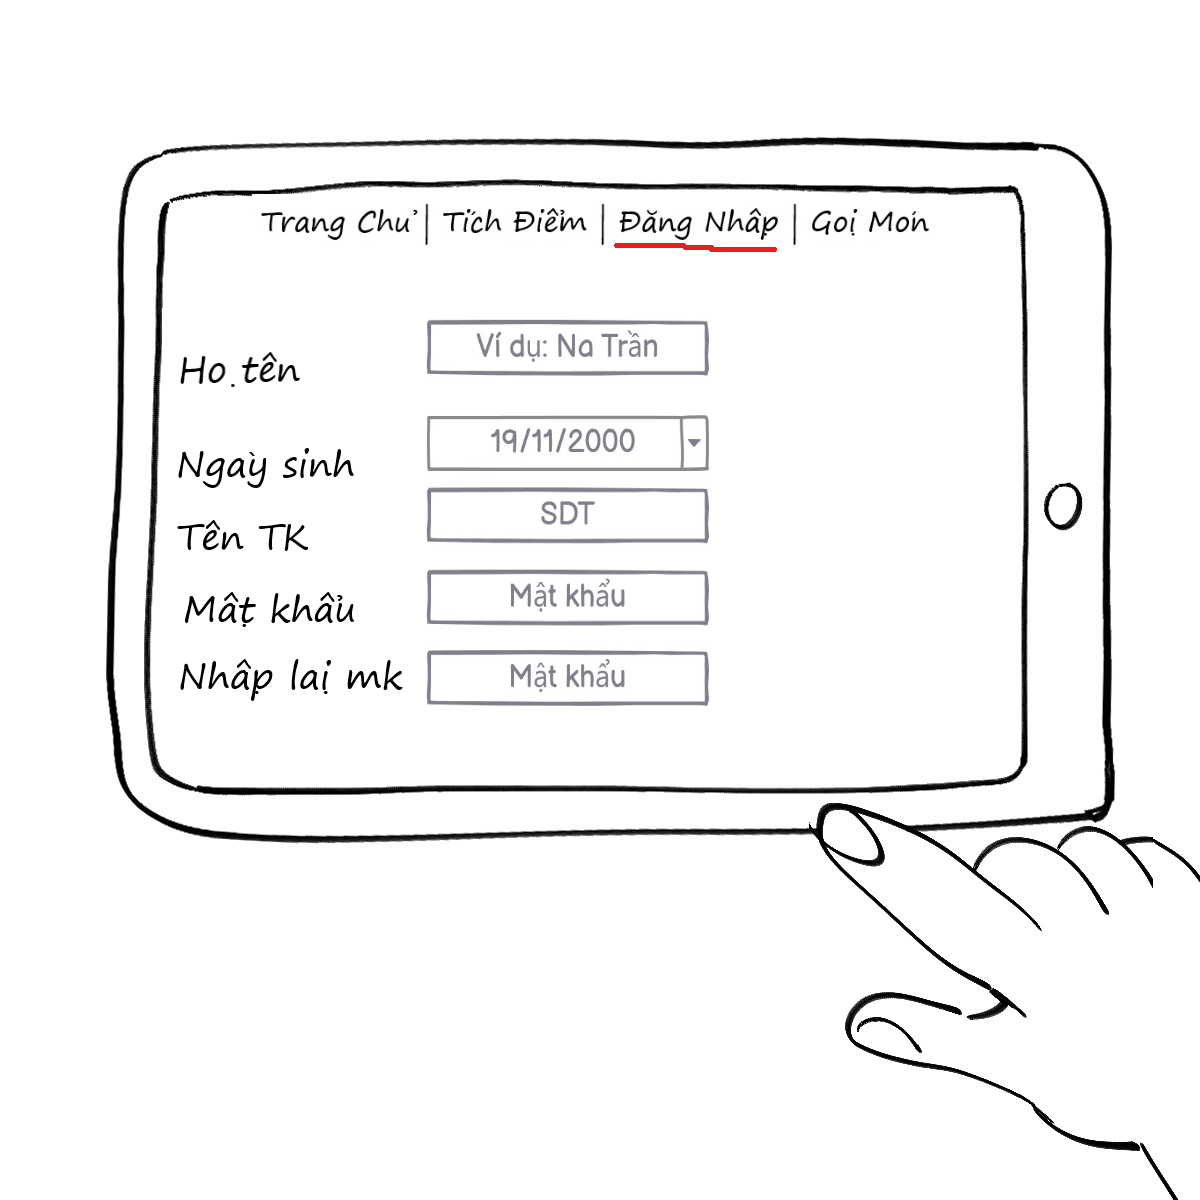 Trang Chủ | Tích Điểm | Đăng Nhập | Gọi Món
Họ tên
Ví dụ: Na Trần
Ngày sinh
19/11/2000
Tên TK
SDT
Mật khẩu
Mật khẩu
Nhập lại mk
Mật khẩu